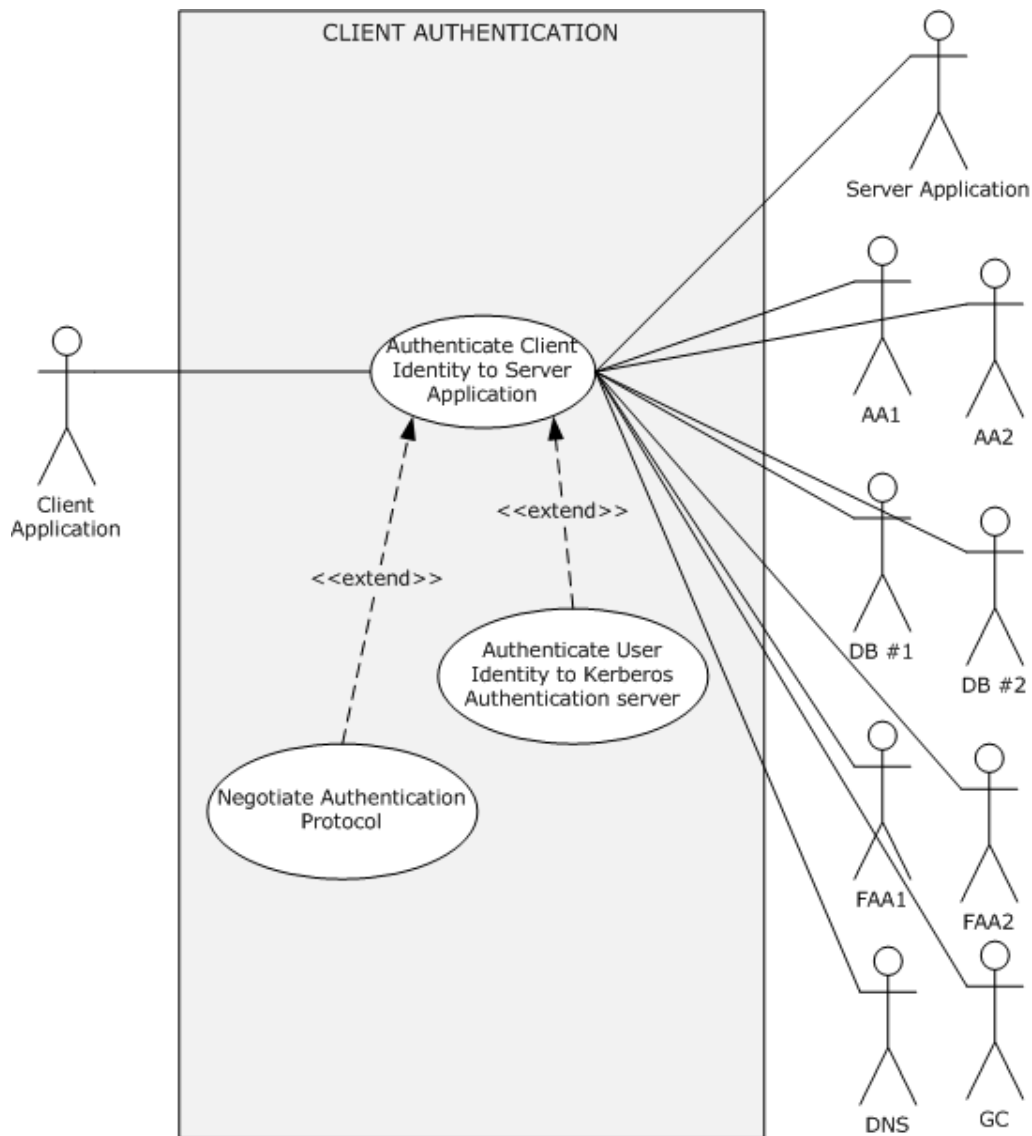 CLIENT AUTHENTICATION
Server Application
AA1
AA2
Authenticate Client
Identity to Server
Application
Client
Application
<<extend>>
<<extend>>
DB #1
DB #2
Authenticate User
Identity to Kerberos
Authentication server
Negotiate Authentication
Protocol
FAA1
FAA2
DNS
GC